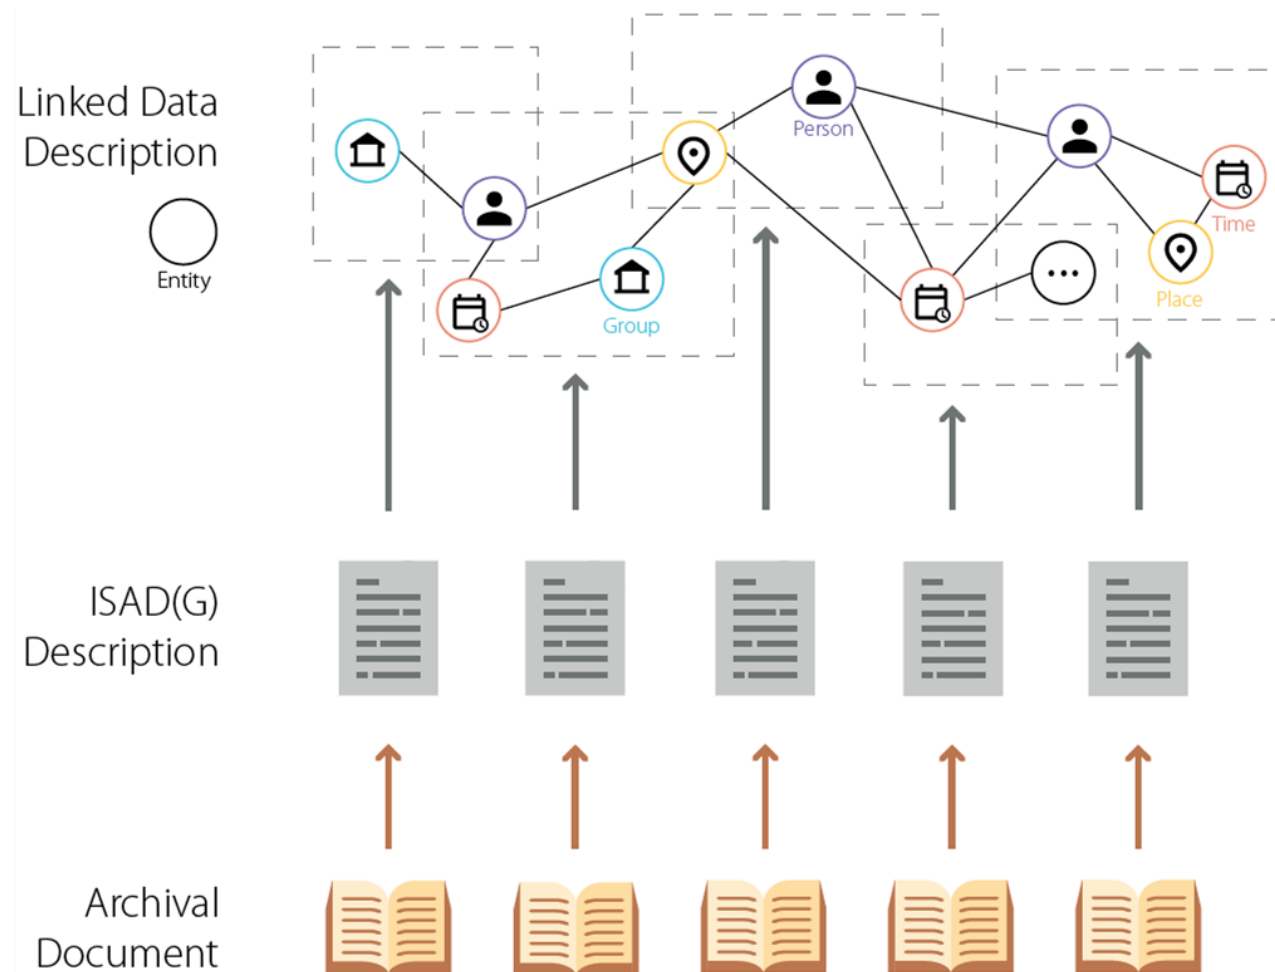 Linked Data
Description
Entity
Person
Group
Time
Place
...
ISAD(G)
Description
Archival
Document